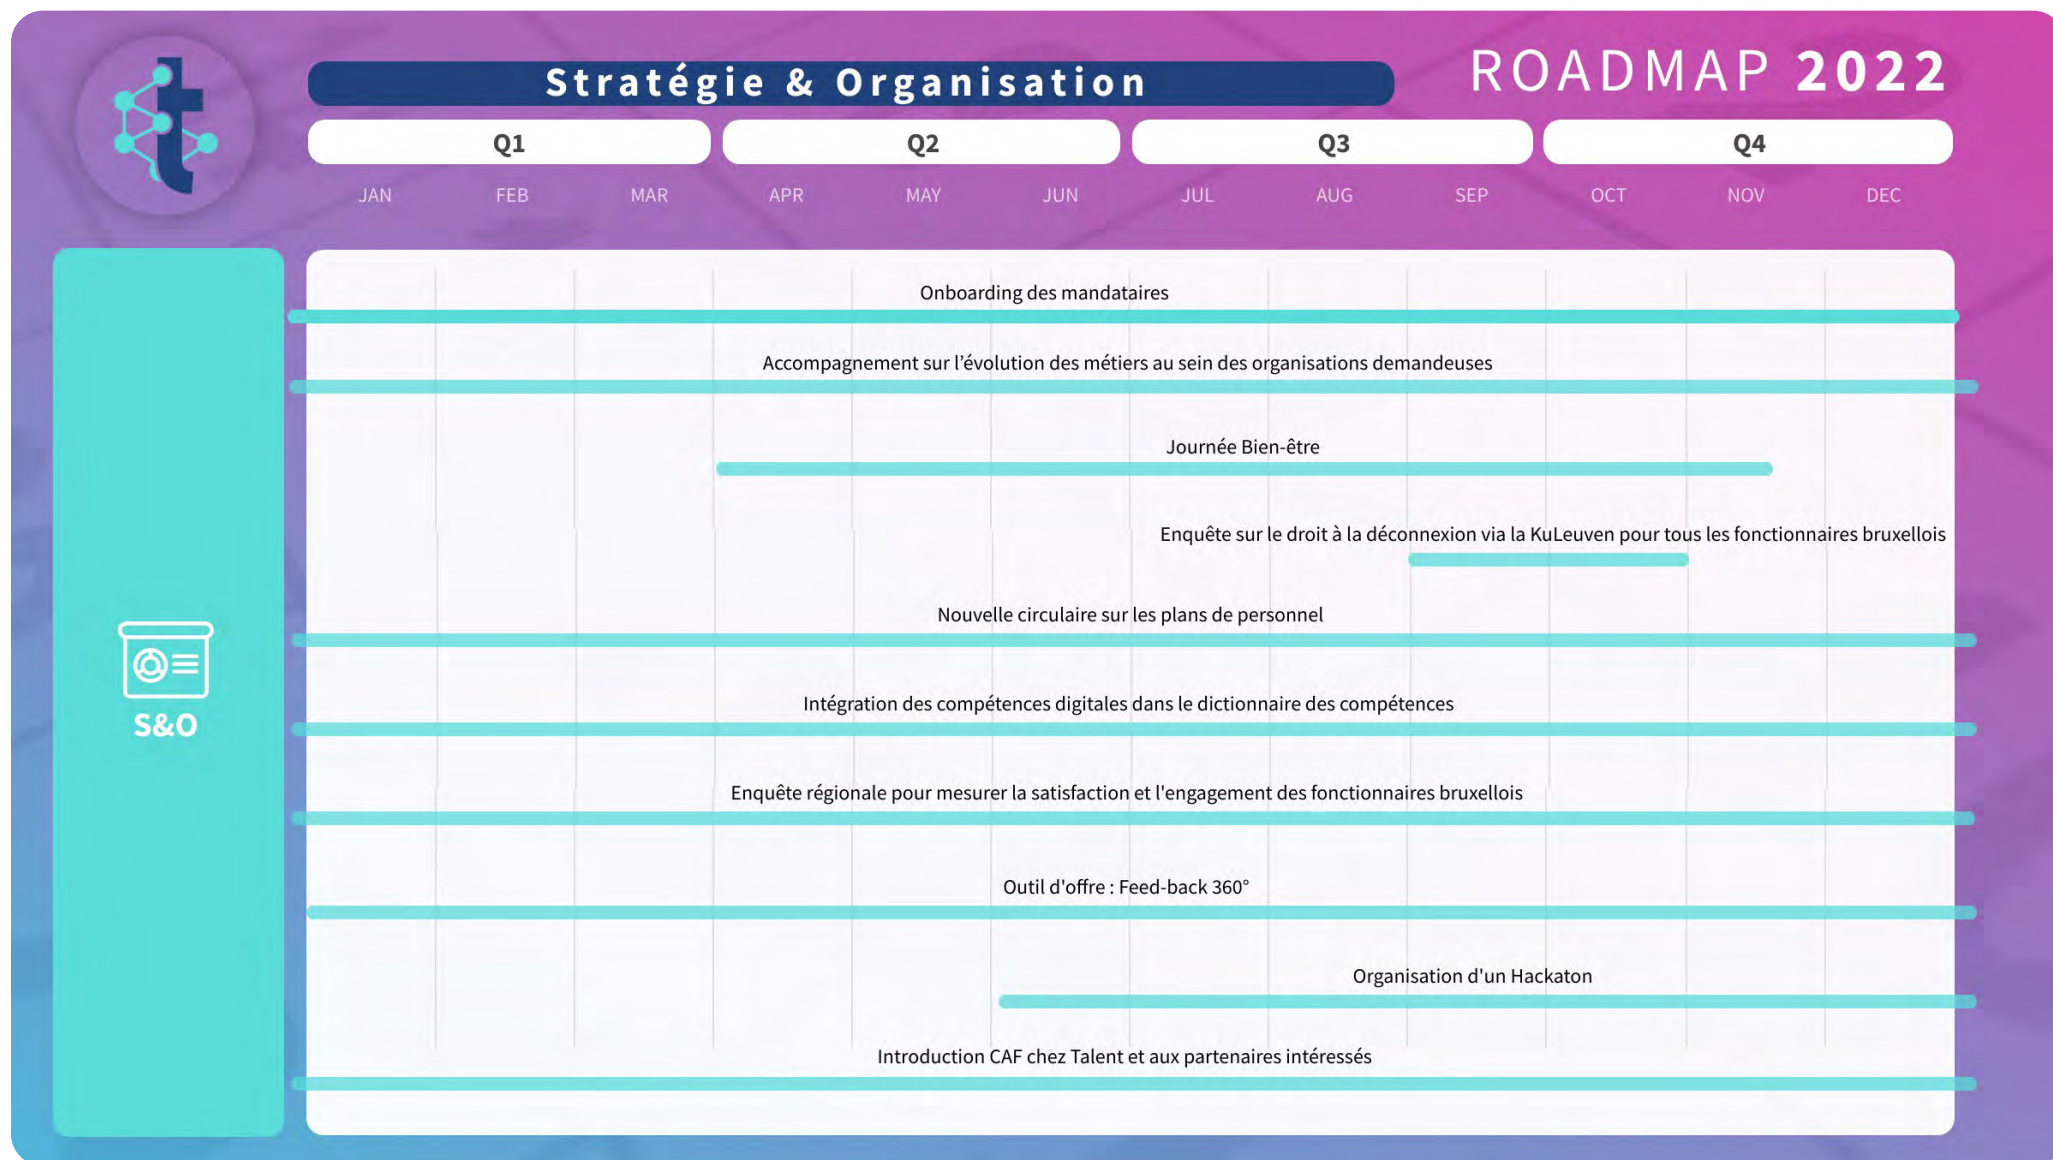 Stratégie & Organisation
ROADMAP 2022
Q1 Q2 Q3 Q4
JAN FEB MAR APR MAY JUN JUL AUG SEP OCT NOV DEC
Onboarding des mandataires
Accompagnement sur l’évolution des métiers au sein des organisations demandeuses
Journée Bien-être
Enquête sur le droit à la déconnexion via la KuLeuven pour tous les fonctionnaires bruxellois
Nouvelle circulaire sur les plans de personnel
S&O
Intégration des compétences digitales dans le dictionnaire des compétences
Enquête régionale pour mesurer la satisfaction et l'engagement des fonctionnaires bruxellois
Outil d'offre : Feed-back 360°
Organisation d'un Hackaton
Introduction CAF chez Talent et aux partenaires intéressés